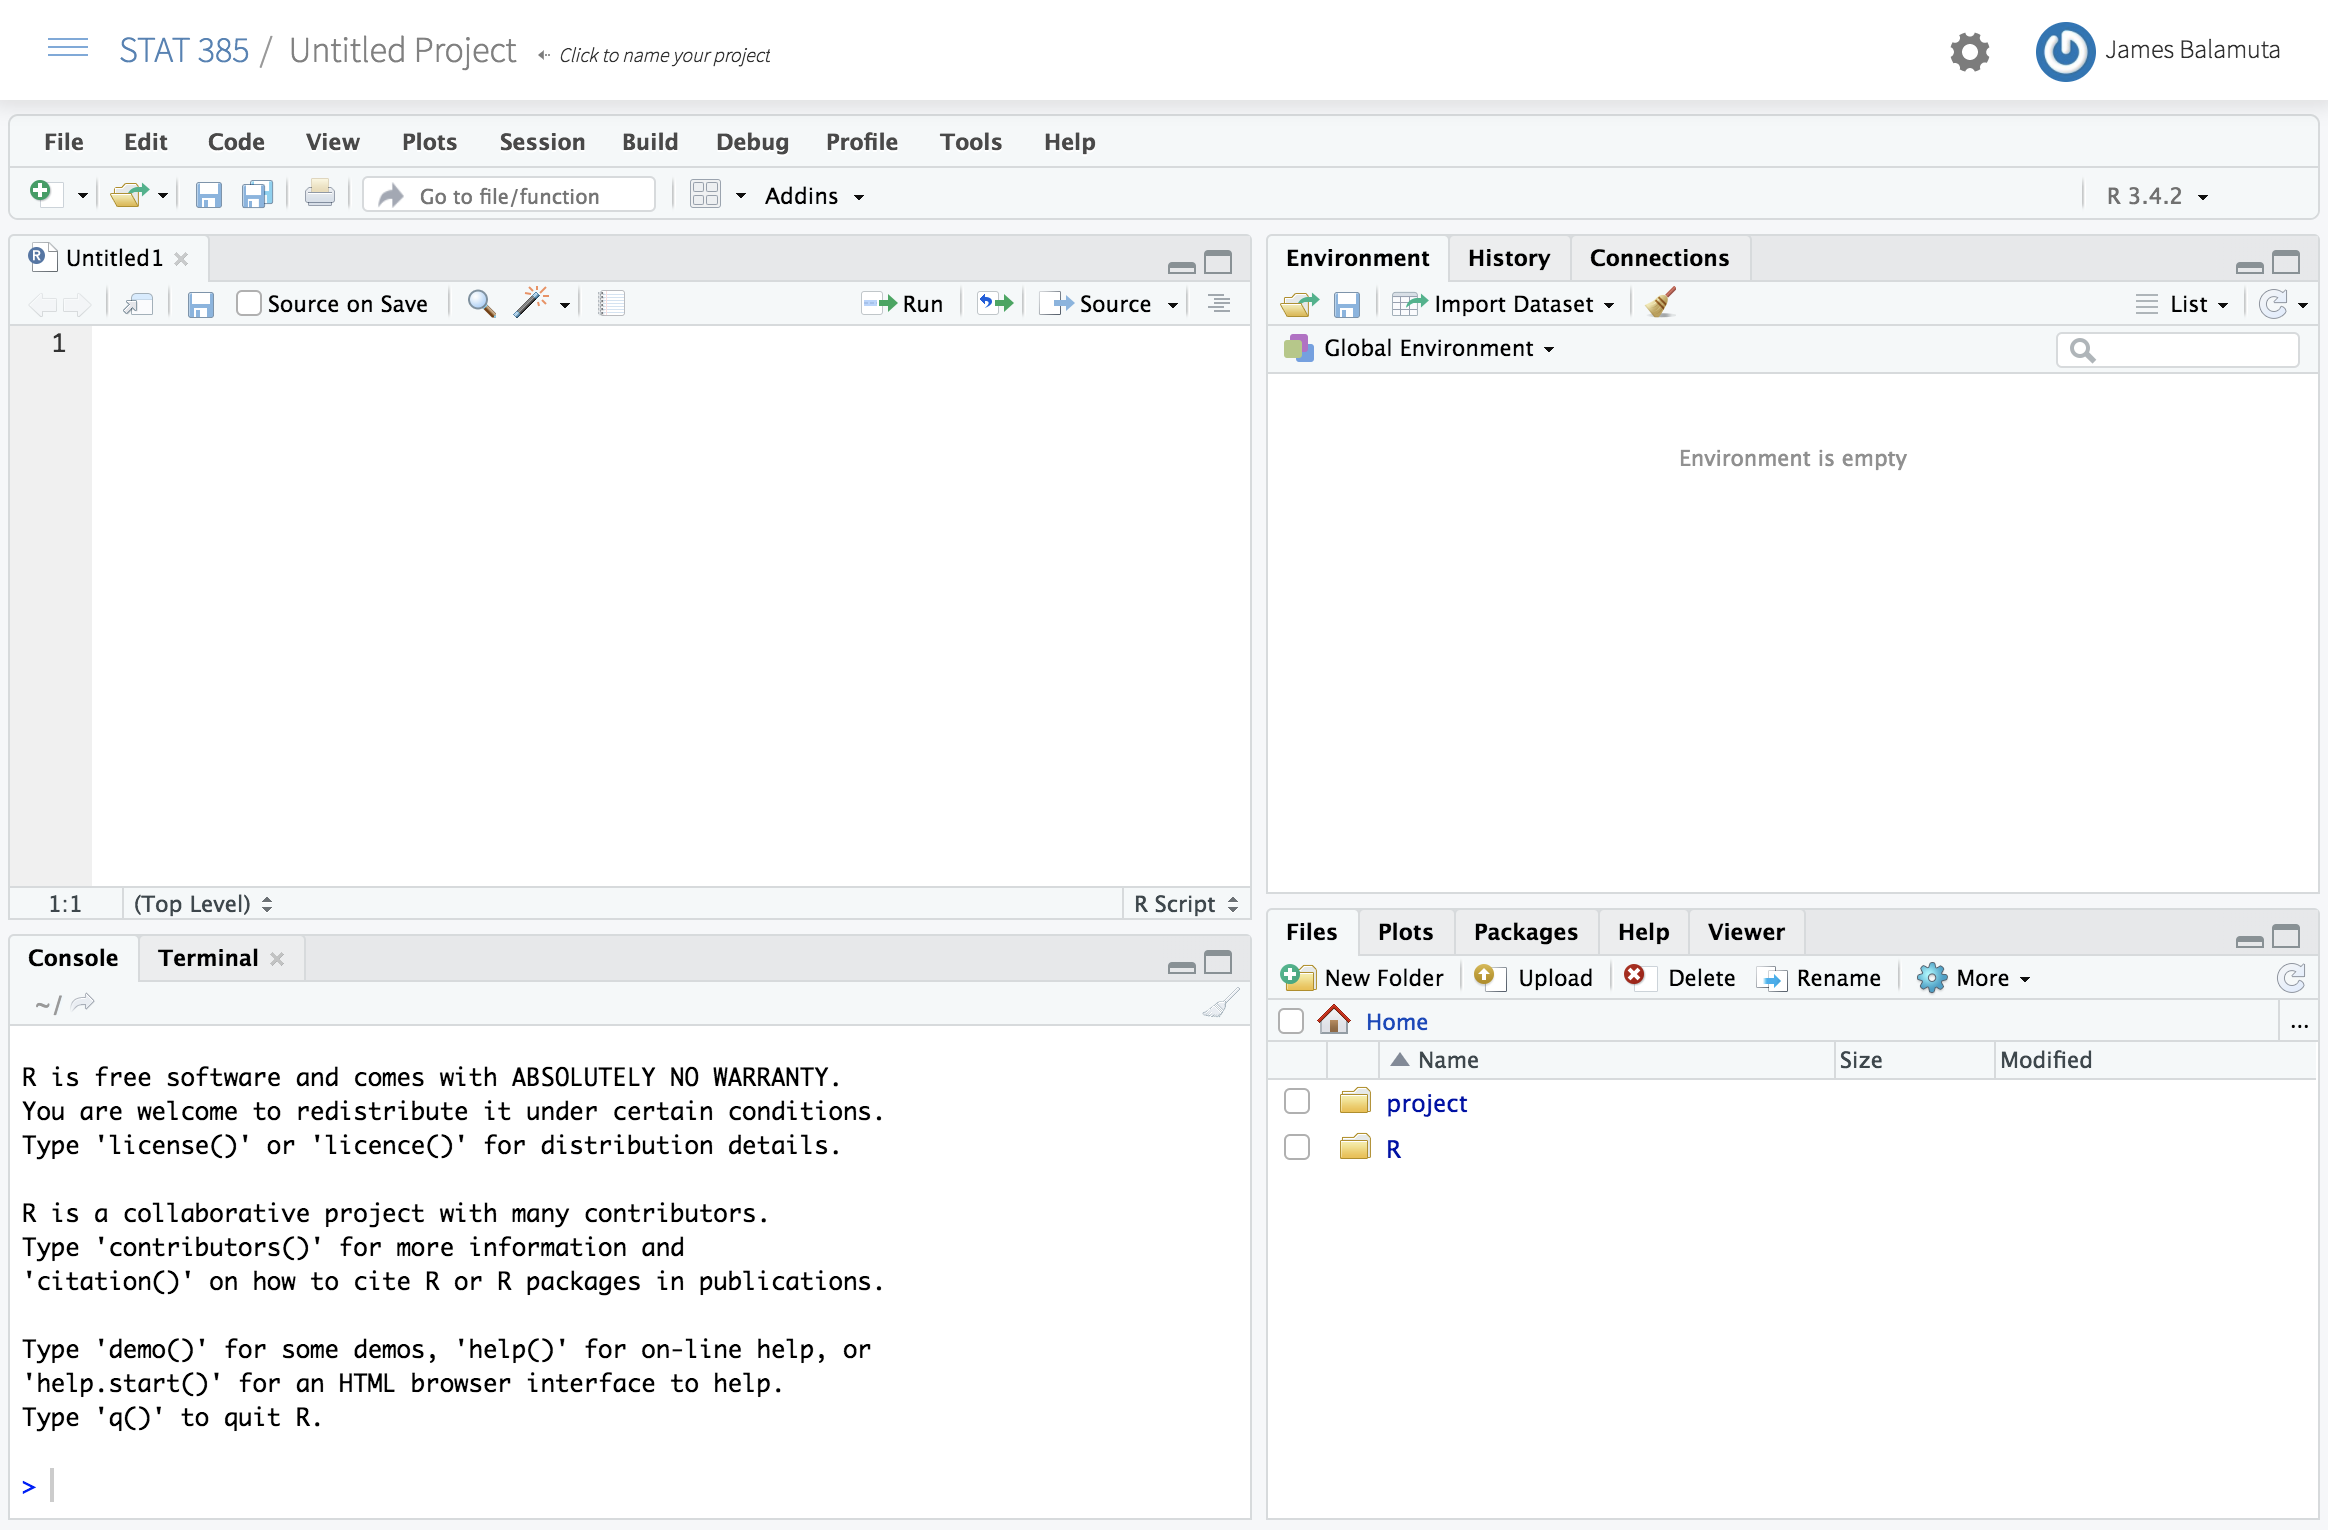 STAT 385 / Untitled Project Click to name your project
James Balamuta
File Edit Code View Plots Session Build Debug Profile Tools Help
Go to file/function Addins R 3.4.2
Untitled1
Source on Save Run Source
1
1:1 (Top Level) R Script
Console Terminal
~/
R is free software and comes with ABSOLUTELY NO WARRANTY.
You are welcome to redistribute it under certain conditions.
Type 'license()' or 'licence()' for distribution details.
R is a collaborative project with many contributors.
Type 'contributors()' for more information and
'citation()' on how to cite R or R packages in publications.
Type 'demo()' for some demos, 'help()' for on-line help, or
'help.start()' for an HTML browser interface to help.
Type 'q()' to quit R.
>
Environment History Connections
Import Dataset List
Global Environment
Environment is empty
Files Plots Packages Help Viewer
New Folder Upload Delete Rename More
Home ...
Name Size Modified
project
R